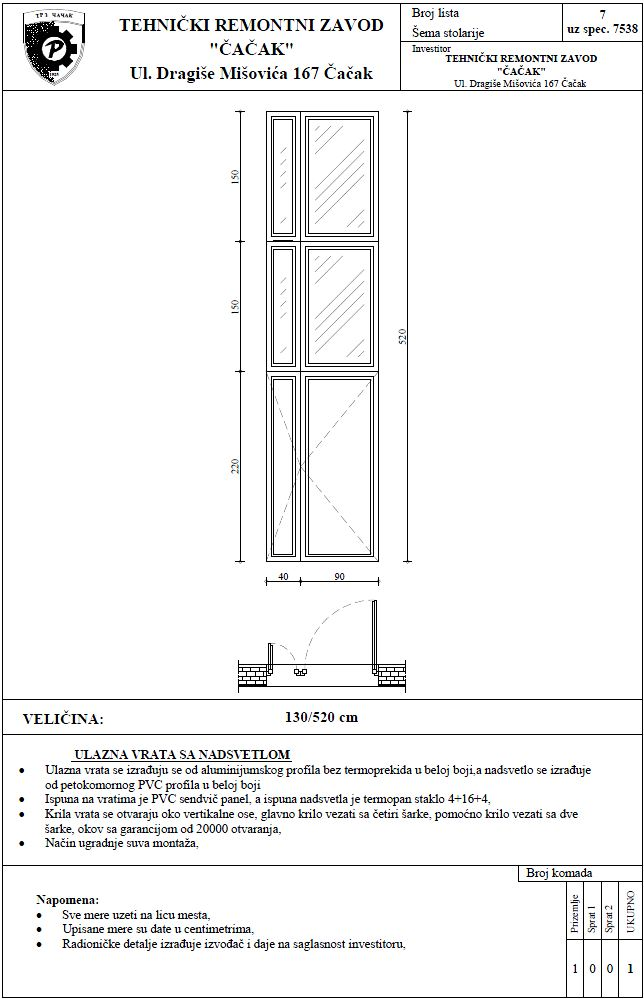 ТРЗ ЧАЧАК
1925
TEHNIČKI REMONTNI ZAVOD
"ČAČAK"
Ul. Dragiše Mišovića 167 Čačak
Broj lista
Šema stolarije
7
uz spec. 7538
Investitor
TEHNIČKI REMONTNI ZAVOD
"ČAČAK"
Ul. Dragiše Mišovića 167 Čačak
150
150
520
220
40
90
VELIČINA:
130/520 cm
ULAZNA VRATA SA NADSVETLOM
• Ulazna vrata se izrađuju se od aluminijumskog profila bez termoprekida u beloj boji,a nadsvetlo se izrađuje
od petokomornog PVC profila u beloj boji
• Ispuna na vratima je PVC sendvič panel, a ispuna nadsvetla je termopan staklo 4+16+4,
• Krila vrata se otvaraju oko vertikalne ose, glavno krilo vezati sa četiri šarke, pomoćno krilo vezati sa dve
šarke, okov sa garancijom od 20000 otvaranja,
• Način ugradnje suva montaža,
Broj komada
Napomena:
• Sve mere uzeti na licu mesta,
• Upisane mere su date u centimetrima,
• Radioničke detalje izrađuje izvođač i daje na saglasnost investitoru,
Prizemlje
Sprat 1
Sprat 2
UKUPNO
1 0 0 1